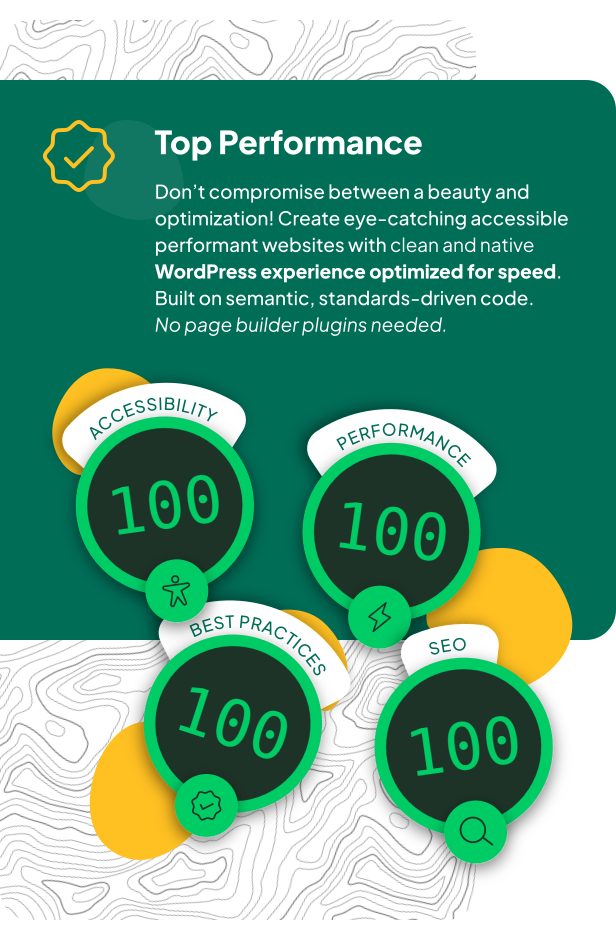 Top Performance
Don’t compromise between a beauty and
optimization! Create eye-catching accessible
performant websites with clean and native
WordPress experience optimized for speed.
Built on semantic, standards-driven code.
No page builder plugins needed.
ACCESSIBILITY
100
PERFORMANCE
100
BEST PRACTICES
100
SEO
100